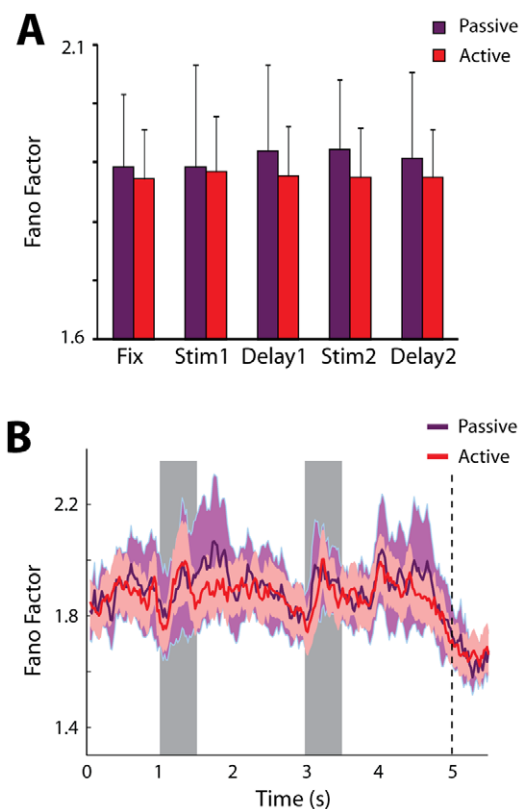 A
Passive
Active
2.1
Fano Factor
1.6
Fix Stim1 Delay1 Stim2 Delay2
B
Passive
Active
2.2
Fano Factor
1.8
1.4
0 1 2 3 4 5
Time (s)